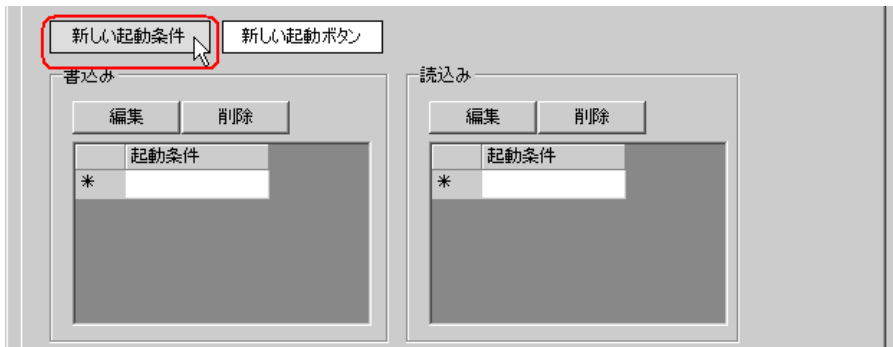 新しい起動条件 新しい起動ボタン
書込み
編集 削除
起動条件
*
読込み
編集 削除
起動条件
*